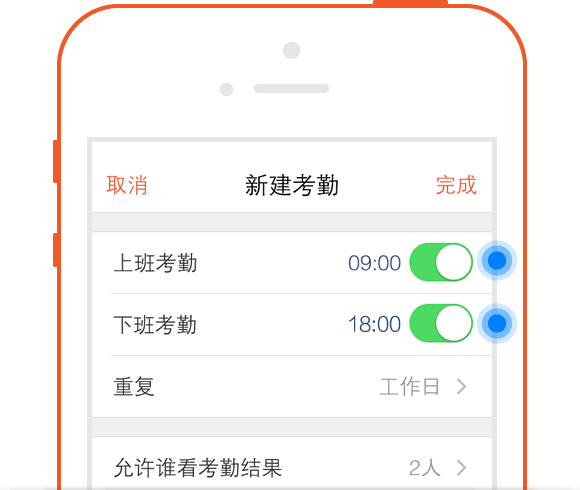 取消 新建考勤 完成
上班考勤 09:00
下班考勤 18:00
重复 工作日
允许谁看考勤结果 2人